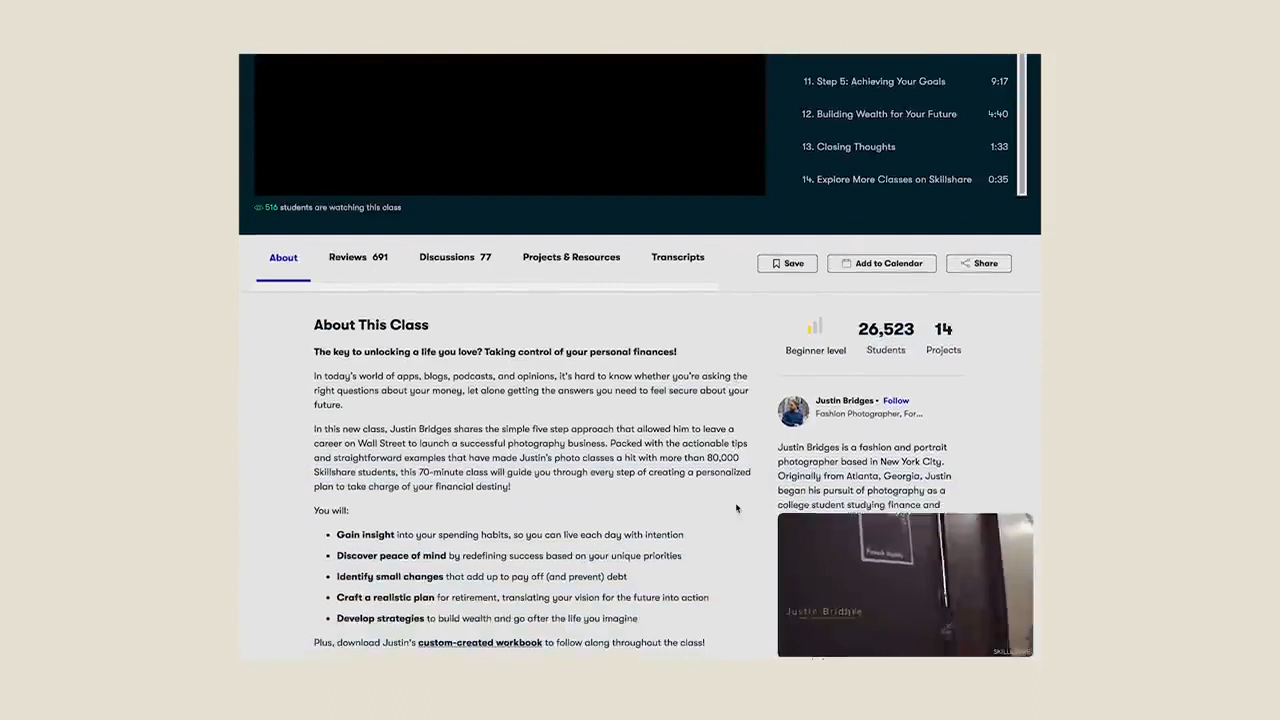 11. Step 5: Achieving Your Goals 9:17
12. Building Wealth for Your Future 4:40
13. Closing Thoughts 1:33
14. Explore More Classes on Skillshare 0:35
516 students are watching this class
About Reviews 691 Discussions 77 Projects & Resources Transcripts
Save Add to Calendar Share
About This Class
The key to unlocking a life you love? Taking control of your personal finances!
In today's world of apps, blogs, podcasts, and opinions, it's hard to know whether you're asking the
right questions about your money, let alone getting the answers you need to feel secure about your
future.
In this new class, Justin Bridges shares the simple five step approach that allowed him to leave a
career on Wall Street to launch a successful photography business. Packed with the actionable tips
and straightforward examples that have made Justin's photo classes a hit with more than 80,000
Skillshare students, this 70-minute class will guide you through every step of creating a personalized
plan to take charge of your financial destiny!
You will:
• Gain insight into your spending habits, so you can live each day with intention
• Discover peace of mind by redefining success based on your unique priorities
• Identify small changes that add up to pay off (and prevent) debt
• Craft a realistic plan for retirement, translating your vision for the future into action
• Develop strategies to build wealth and go after the life you imagine
Plus, download Justin's custom-created workbook to follow along throughout the class!
26,523 14
Beginner level Students Projects
Justin Bridges • Follow
Fashion Photographer, For...
Justin Bridges is a fashion and portrait
photographer based in New York City.
Originally from Atlanta, Georgia, Justin
began his pursuit of photography as a
college student studying finance and
Justin